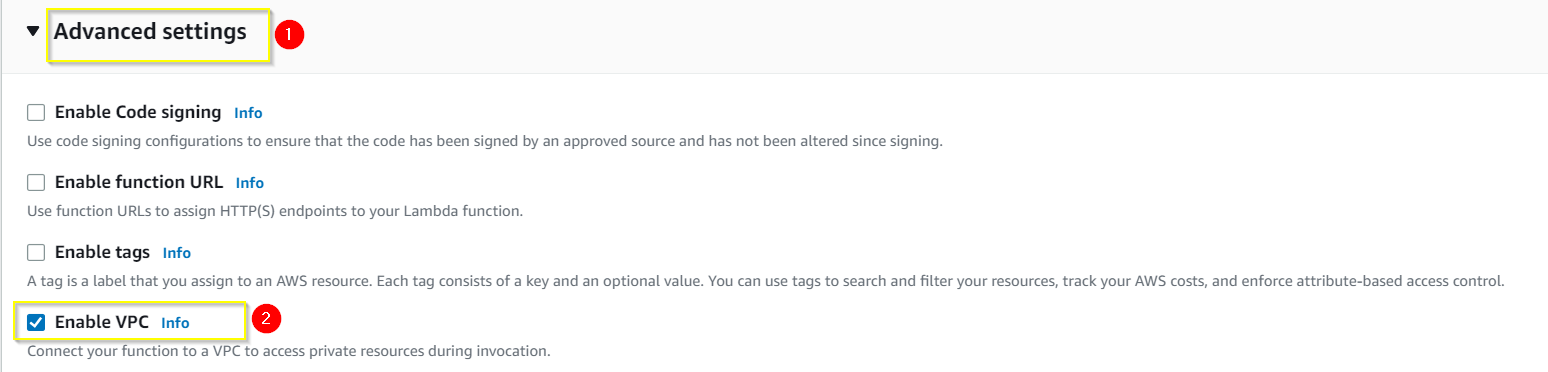 Advanced settings 1
Enable Code signing Info
Use code signing configurations to ensure that the code has been signed by an approved source and has not been altered since signing.
Enable function URL Info
Use function URLs to assign HTTP(S) endpoints to your Lambda function.
Enable tags Info
A tag is a label that you assign to an AWS resource. Each tag consists of a key and an optional value. You can use tags to search and filter your resources, track your AWS costs, and enforce attribute-based access control.
Enable VPC Info 2
Connect your function to a VPC to access private resources during invocation.